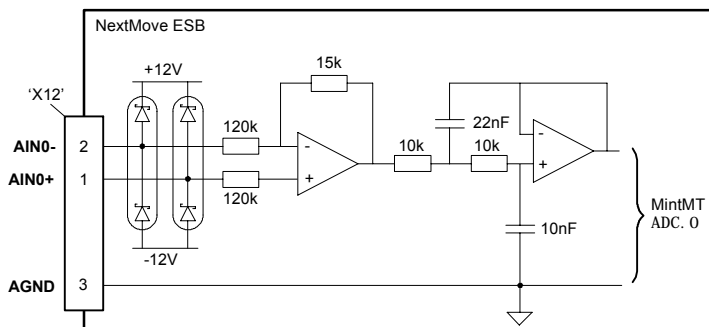 NextMove ESB
+12V
15k
'X12'
22nF
AIN0-
2
120k
-
-
10k
10k
AIN0+
1
+
+
120k
MintMT
ADC.0
10nF
-12V
AGND
3